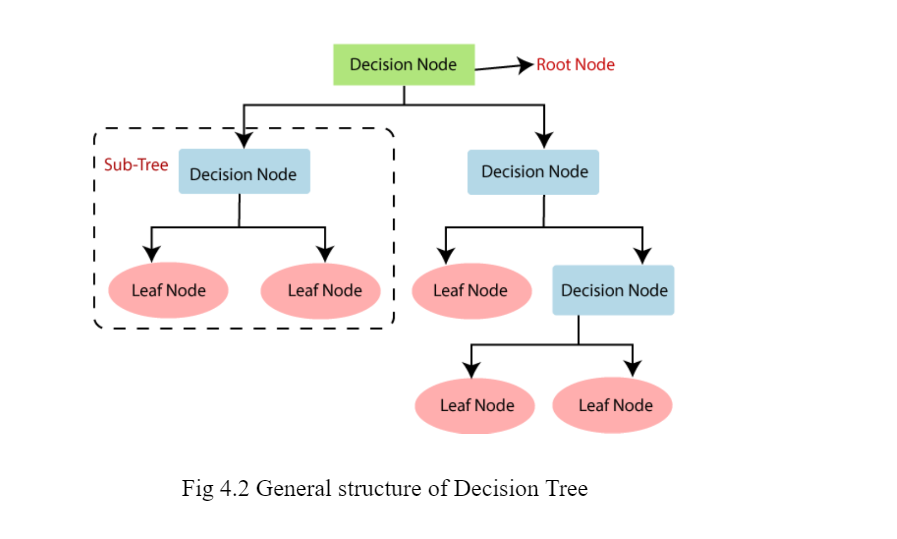 Decision Node
Root Node
Sub-Tree
Decision Node
Decision Node
Leaf Node
Leaf Node
Leaf Node
Decision Node
Leaf Node
Leaf Node
Fig 4.2 General structure of Decision Tree